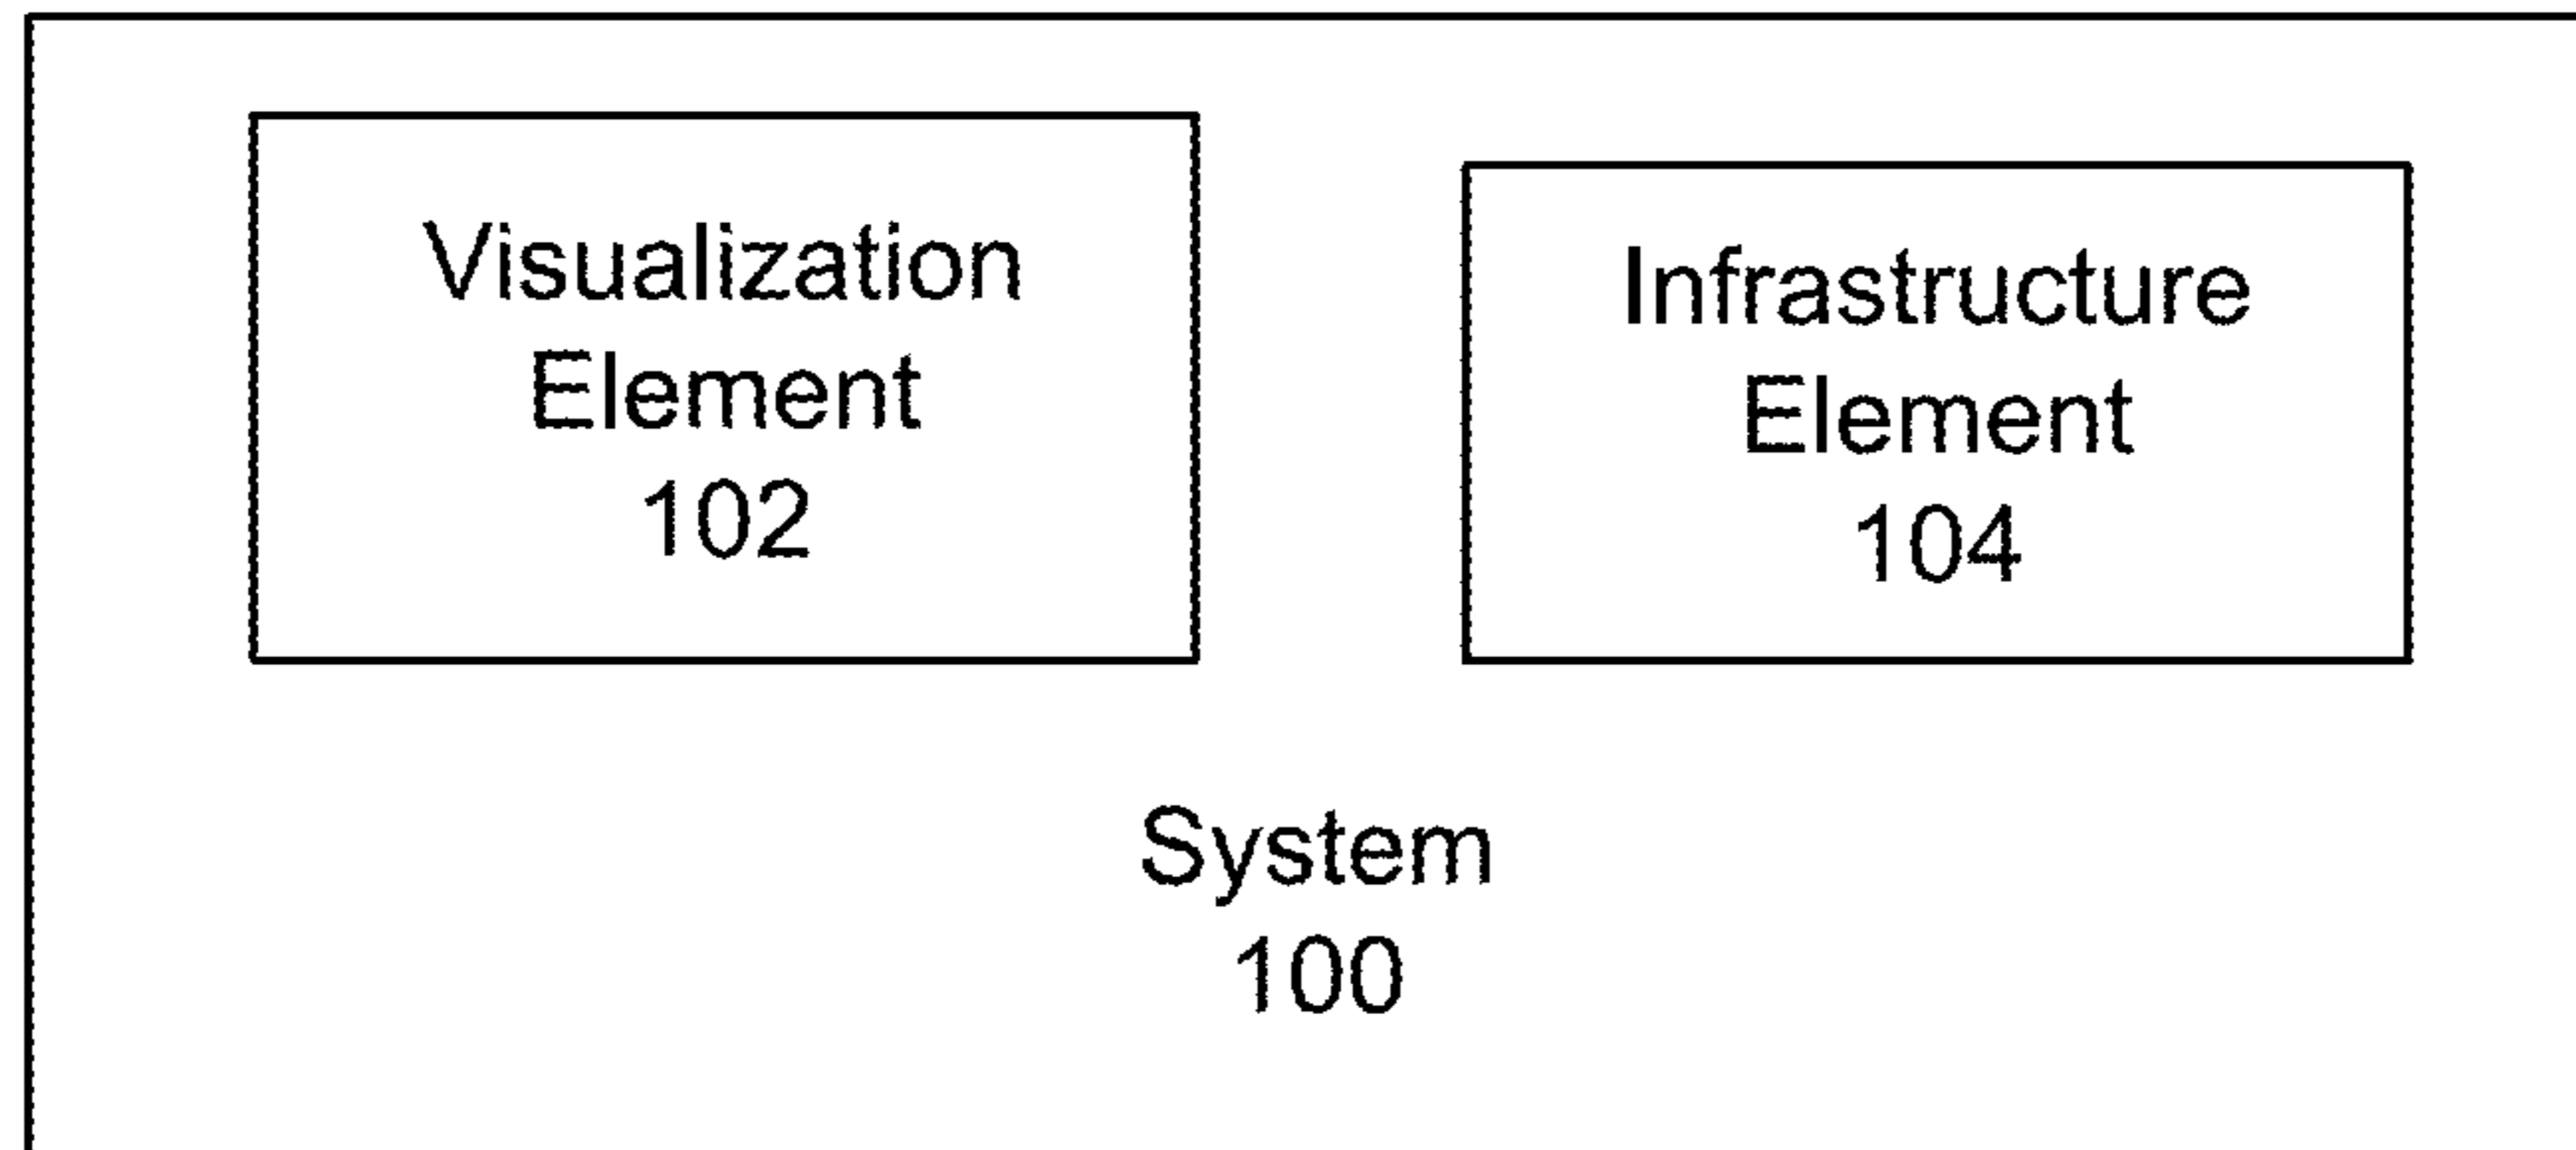 Visualization
Element
102
Infrastructure
Element
104
System
100